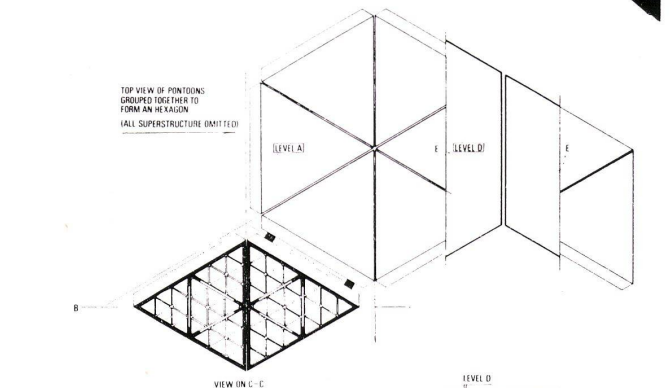 TOP VIEW OF PONTOONS
GROUPED TOGETHER TO
FORM AN HEXAGON
(ALL SUPERSTRUCTURE OMITTED)
LEVEL A
E
LEVEL D
E
B
VIEW ON C-C
LEVEL D